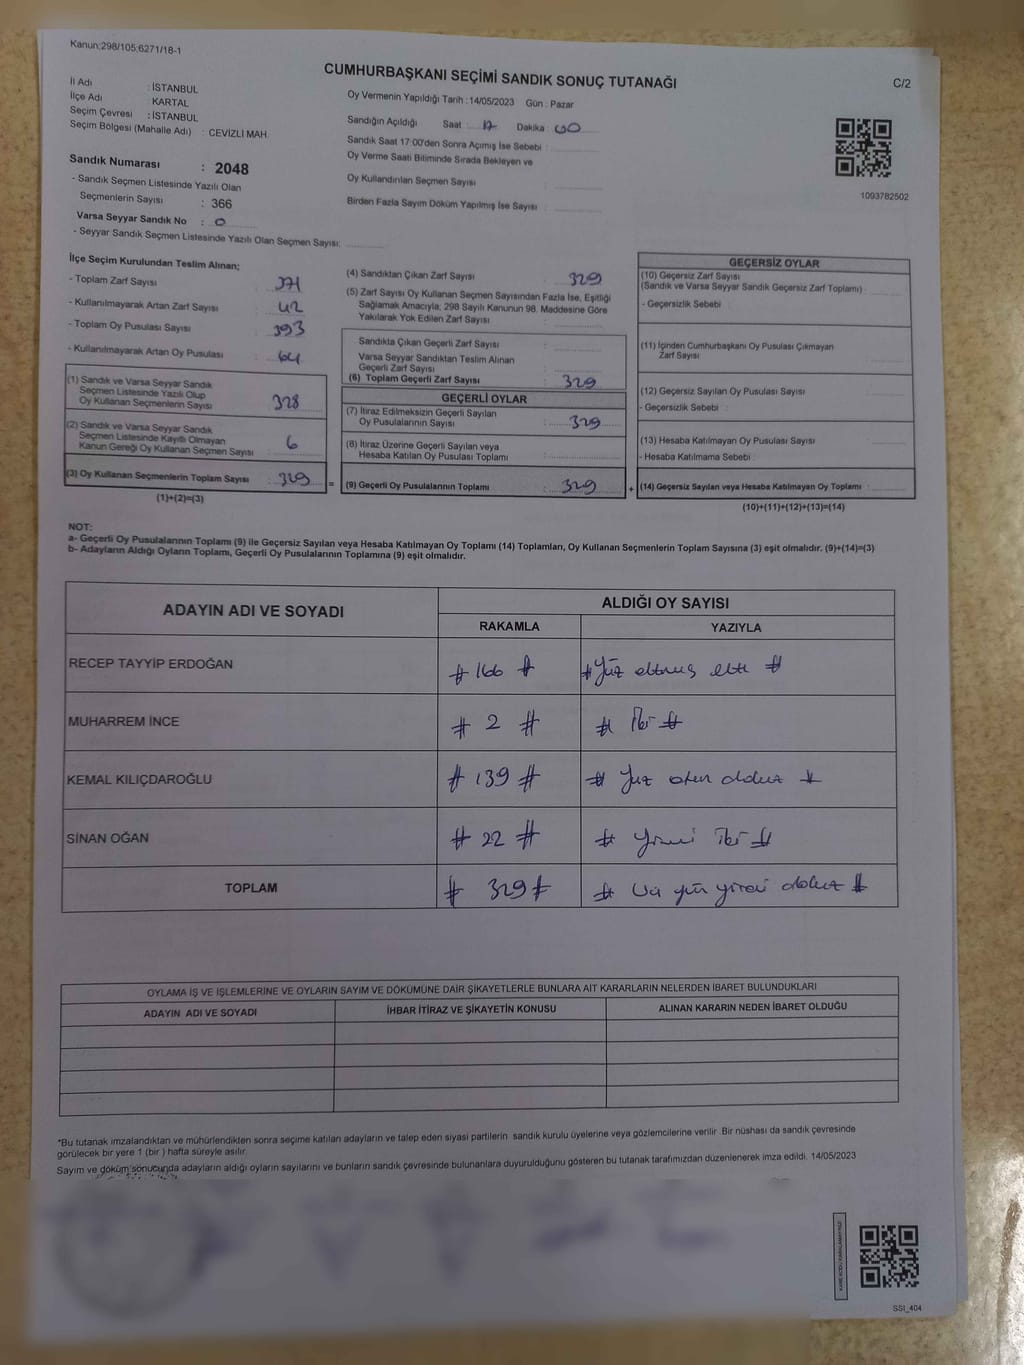 Kanun;298/105;6271/18-1
CUMHURBAŞKANI SEÇİMİ SANDIK SONUÇ TUTANAĞI
C/2
İl Adı : İSTANBUL
İlçe Adı : KARTAL
Seçim Çevresi : İSTANBUL
Seçim Bölgesi (Mahalle Adı) : CEVİZLİ MAH.
Sandık Numarası : 2048
- Sandık Seçmen Listesinde Yazılı Olan
Seçmenlerin Sayısı : 366
Varsa Seyyar Sandık No : 0
- Seyyar Sandık Seçmen Listesinde Yazılı Olan Seçmen Sayısı:
Oy Vermenin Yapıldığı Tarih : 14/05/2023 Gün : Pazar
Sandığın Açıldığı Saat : 17 Dakika : 00
Sandık Saat 17:00'den Sonra Açımış İse Sebebi :
Oy Verme Saati Bitiminde Sırada Bekleyen ve
Oy Kullandırılan Seçmen Sayısı :
Birden Fazla Sayım Döküm Yapılmış İse Sayısı :
1093782502
İlçe Seçim Kurulundan Teslim Alınan;
- Toplam Zarf Sayısı : 371
- Kullanılmayarak Artan Zarf Sayısı : 42
- Toplam Oy Pusulası Sayısı : 393
- Kullanılmayarak Artan Oy Pusulası : 64
(1) Sandık ve Varsa Seyyar Sandık
Seçmen Listesinde Yazılı Olup
Oy Kullanan Seçmenlerin Sayısı : 328
(2) Sandık ve Varsa Seyyar Sandık
Seçmen Listesinde Kayıtlı Olmayan
Kanun Gereği Oy Kullanan Seçmen Sayısı : 6
(3) Oy Kullanan Seçmenlerin Toplam Sayısı : 329
(1)+(2)=(3)
=
(4) Sandıktan Çıkan Zarf Sayısı : 329
(5) Zarf Sayısı Oy Kullanan Seçmen Sayısından Fazla İse, Eşitliği
Sağlamak Amacıyla; 298 Sayılı Kanunun 98. Maddesine Göre
Yakılarak Yok Edilen Zarf Sayısı :
Sandıkta Çıkan Geçerli Zarf Sayısı :
Varsa Seyyar Sandıktan Teslim Alınan
Geçerli Zarf Sayısı :
(6) Toplam Geçerli Zarf Sayısı : 329
GEÇERLİ OYLAR
(7) İtiraz Edilmeksizin Geçerli Sayılan
Oy Pusulalarının Sayısı : 329
(8) İtiraz Üzerine Geçerli Sayılan veya
Hesaba Katılan Oy Pusulası Toplamı :
(9) Geçerli Oy Pusulalarının Toplamı : 329
+
GEÇERSİZ OYLAR
(10) Geçersiz Zarf Sayısı
(Sandık ve Varsa Seyyar Sandık Geçersiz Zarf Toplamı) :
- Geçersizlik Sebebi :
(11) İçinden Cumhurbaşkanı Oy Pusulası Çıkmayan
Zarf Sayısı :
(12) Geçersiz Sayılan Oy Pusulası Sayısı :
- Geçersizlik Sebebi :
(13) Hesaba Katılmayan Oy Pusulası Sayısı :
- Hesaba Katılmama Sebebi :
(14) Geçersiz Sayılan veya Hesaba Katılmayan Oy Toplamı :
(10)+(11)+(12)+(13)=(14)
NOT:
a- Geçerli Oy Pusulalarının Toplamı (9) ile Geçersiz Sayılan veya Hesaba Katılmayan Oy Toplamı (14) Toplamları, Oy Kullanan Seçmenlerin Toplam Sayısına (3) eşit olmalıdır. (9)+(14)=(3)
b- Adayların Aldığı Oyların Toplamı, Geçerli Oy Pusulalarının Toplamına (9) eşit olmalıdır.
ADAYIN ADI VE SOYADI ALDIĞI OY SAYISI
RAKAMLA YAZIYLA
RECEP TAYYİP ERDOĞAN # 166 # # Yüz altmış altı #
MUHARREM İNCE # 2 # # İki #
KEMAL KILIÇDAROĞLU # 139 # # Yüz otuz dokuz #
SİNAN OĞAN # 22 # # Yirmi iki #
TOPLAM # 329 # # Üç yüz yirmi dokuz #
OYLAMA İŞ VE İŞLEMLERİNE VE OYLARIN SAYIM VE DÖKÜMÜNE DAİR ŞİKAYETLERLE BUNLARA AİT KARARLARIN NELERDEN İBARET BULUNDUKLARI
ADAYIN ADI VE SOYADI İHBAR İTİRAZ VE ŞİKAYETİN KONUSU ALINAN KARARIN NEDEN İBARET OLDUĞU
*Bu tutanak imzalandıktan ve mühürlendikten sonra seçime katılan adayların ve talep eden siyasi partilerin sandık kurulu üyelerine veya gözlemcilerine verilir. Bir nüshası da sandık çevresinde
görülecek bir yere 1 (bir ) hafta süreyle asılır.
Sayım ve döküm sonucunda adayların aldığı oyların sayılarını ve bunların sandık çevresinde bulunanlara duyurulduğunu gösteren bu tutanak tarafımızdan düzenlenerek imza edildi. 14/05/2023
KARE KODU KARALAMAYINIZ!
SSI_404